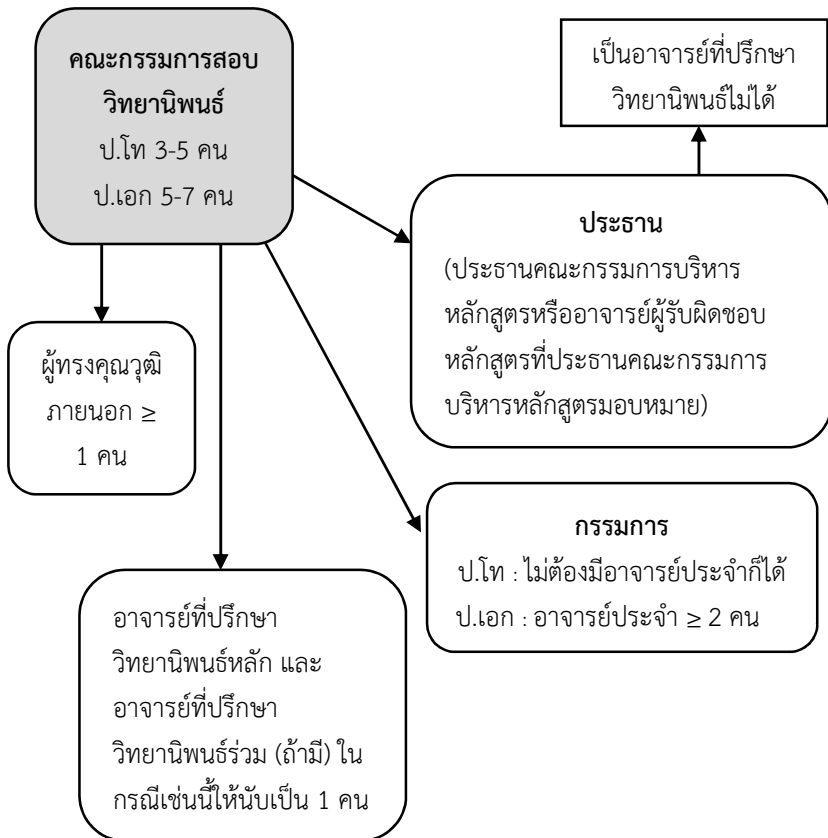 คณะกรรมการสอบ
วิทยานิพนธ์
ป.โท 3-5 คน
ป.เอก 5-7 คน
เป็นอาจารย์ที่ปรึกษา
วิทยานิพนธ์ไม่ได้
ประธาน
(ประธานคณะกรรมการบริหาร
หลักสูตรหรืออาจารย์ผู้รับผิดชอบ
หลักสูตรที่ประธานคณะกรรมการ
บริหารหลักสูตรมอบหมาย)
ผู้ทรงคุณวุฒิ
ภายนอก ≥
1 คน
กรรมการ
ป.โท : ไม่ต้องมีอาจารย์ประจำก็ได้
ป.เอก : อาจารย์ประจำ ≥ 2 คน
อาจารย์ที่ปรึกษา
วิทยานิพนธ์หลัก และ
อาจารย์ที่ปรึกษา
วิทยานิพนธ์ร่วม (ถ้ามี) ใน
กรณีเช่นนี้ให้นับเป็น 1 คน